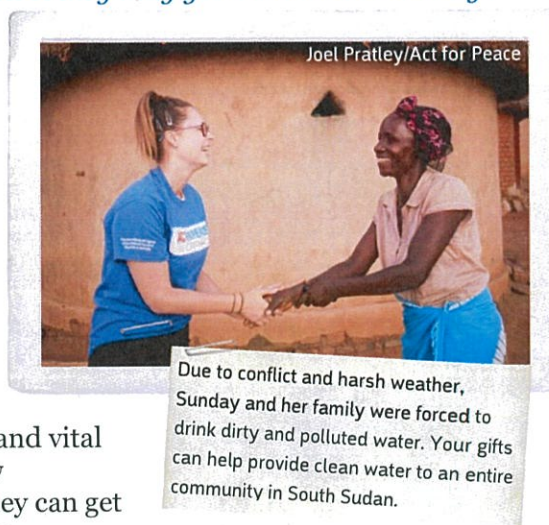 Joel Pratley/Act for Peace
Due to conflict and harsh weather,
Sunday and her family were forced to
drink dirty and polluted water. Your gifts
can help provide clean water to an entire
community in South Sudan.
and vital
ey can get